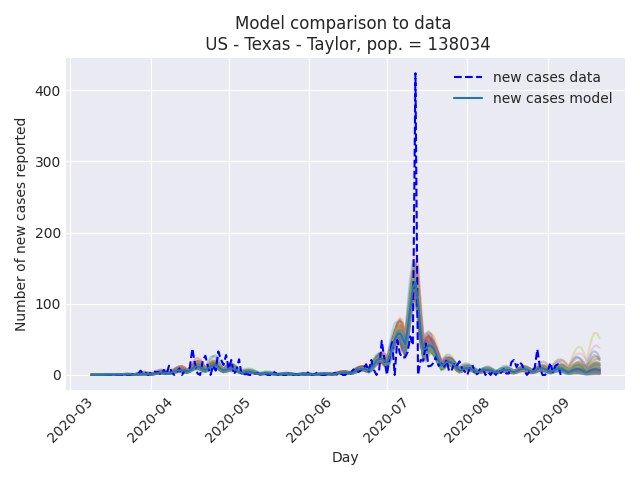 Model comparison to data
US - Texas - Taylor, pop. = 138034
new cases data
new cases model
Number of new cases reported
400
300
200
100
0
2020-03
2020-04
2020-05
2020-06
2020-07
2020-08
2020-09
Day